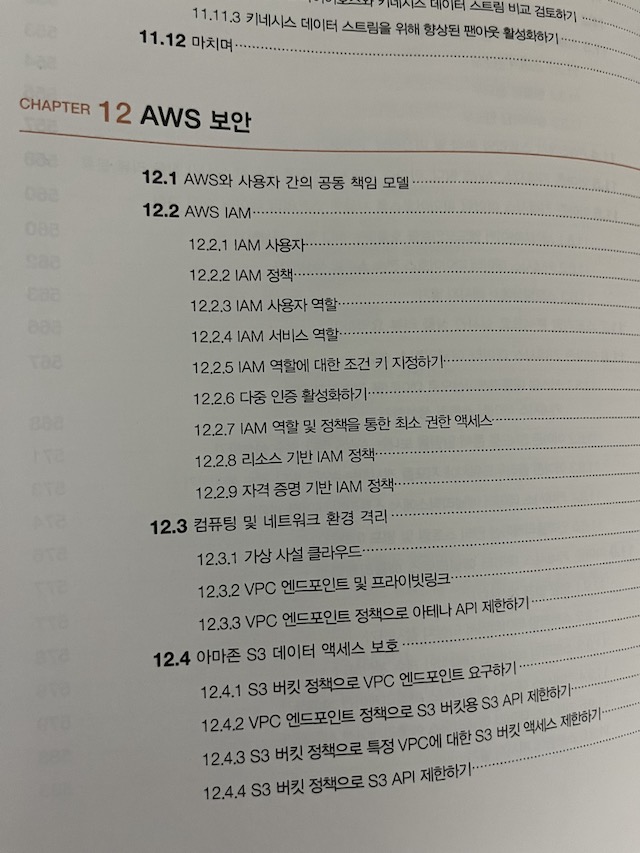 키네시스 데이터 스트림 비교 검토하기
11.11.3 키네시스 데이터 스트림을 위해 향상된 팬아웃 활성화하기
11.12 마치며
CHAPTER 12 AWS 보안
12.1 AWS와 사용자 간의 공동 책임 모델
12.2 AWS IAM
12.2.1 IAM 사용자
12.2.2 IAM 정책
12.2.3 IAM 사용자 역할
12.2.4 IAM 서비스 역할
12.2.5 IAM 역할에 대한 조건 키 지정하기
12.2.6 다중 인증 활성화하기
12.2.7 IAM 역할 및 정책을 통한 최소 권한 액세스
12.2.8 리소스 기반 IAM 정책
12.2.9 자격 증명 기반 IAM 정책
12.3 컴퓨팅 및 네트워크 환경 격리
12.3.1 가상 사설 클라우드
12.3.2 VPC 엔드포인트 및 프라이빗링크
12.3.3 VPC 엔드포인트 정책으로 아테나 API 제한하기
12.4 아마존 S3 데이터 액세스 보호
12.4.1 S3 버킷 정책으로 VPC 엔드포인트 요구하기
12.4.2 VPC 엔드포인트 정책으로 S3 버킷용 S3 API 제한하기
12.4.3 S3 버킷 정책으로 특정 VPC에 대한 S3 버킷 액세스 제한하기
12.4.4 S3 버킷 정책으로 S3 API 제한하기